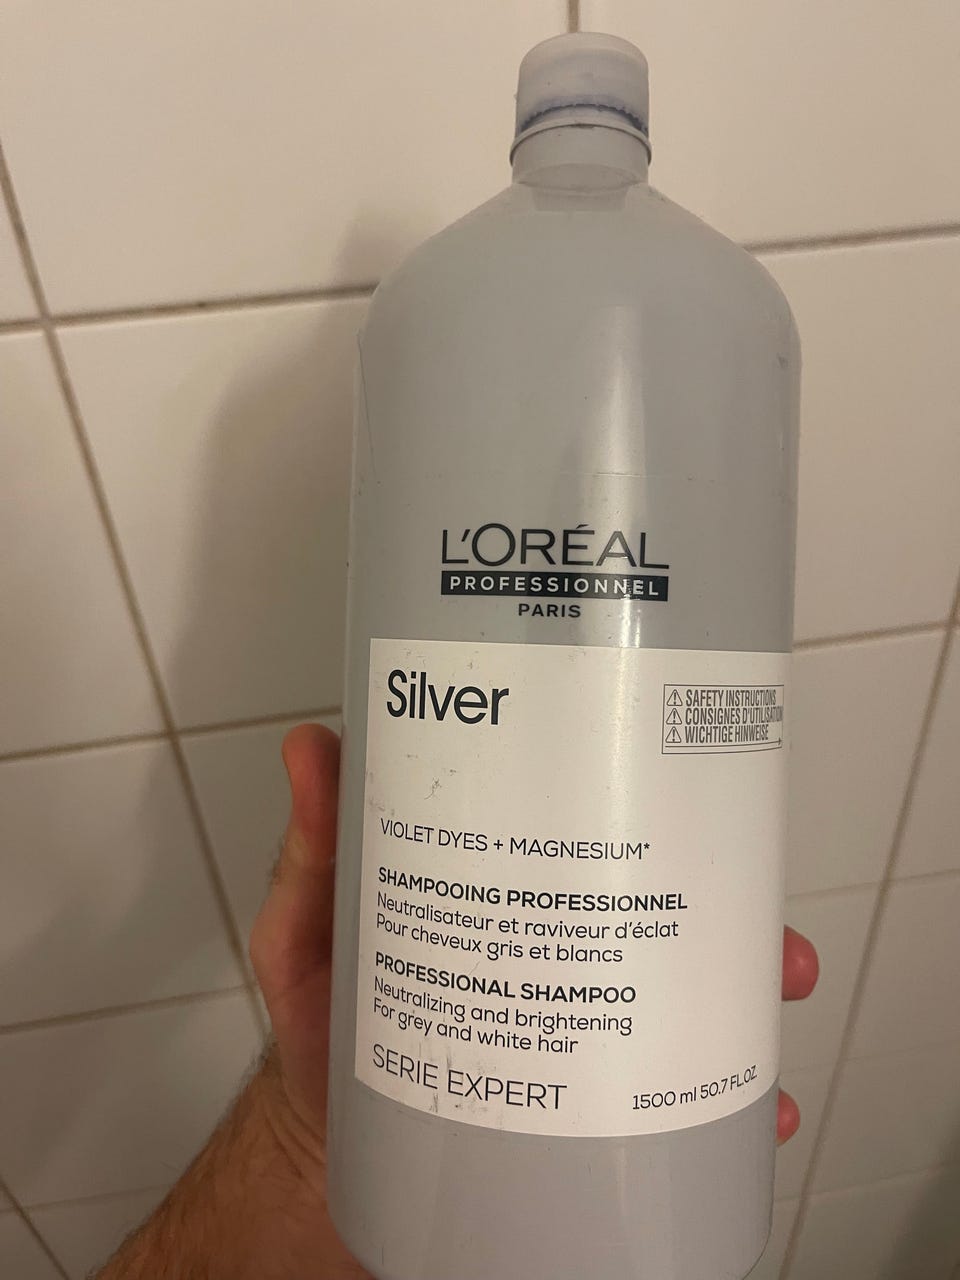 L'ORÉAL
PROFESSIONNEL
PARIS
Silver
SAFETY INSTRUCTIONS
CONSIGNES D'UTILISATION
WICHTIGE HINWEISE
VIOLET DYES + MAGNESIUM*
SHAMPOOING PROFESSIONNEL
Neutralisateur et raviveur d'éclat
Pour cheveux gris et blancs
PROFESSIONAL SHAMPOO
Neutralizing and brightening
For grey and white hair
SERIE EXPERT
1500 ml 50.7 FL.OZ.